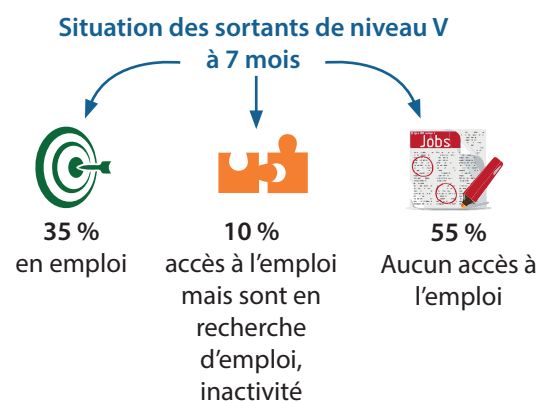 Situation des sortants de niveau V
à 7 mois
Jobs
35 %
en emploi
10 %
accès à l'emploi
mais sont en
recherche
d'emploi,
inactivité
55 %
Aucun accès à
l'emploi